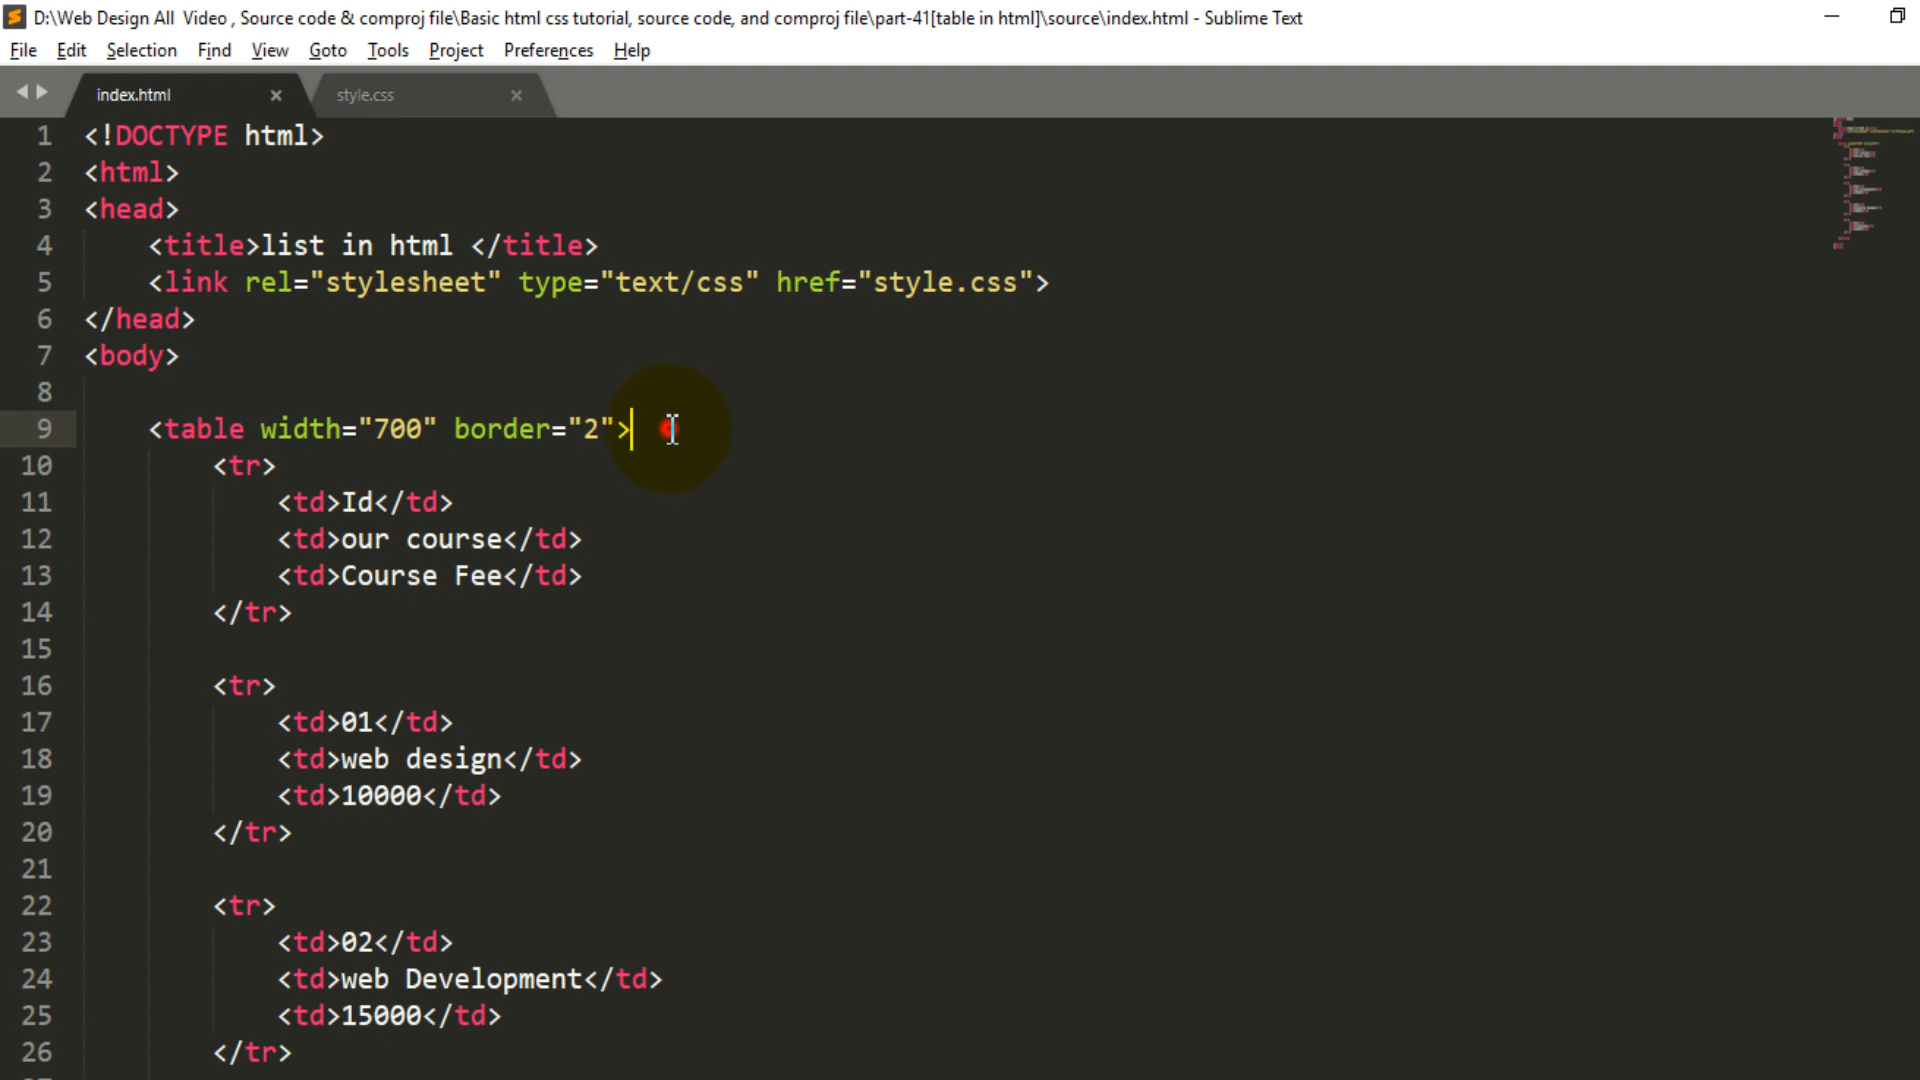 D:\Web Design All  Video , Source code & comproj file\Basic html css tutorial, source code, and comproj file\part-41[table in html]\source\index.html - Sublime Text
File Edit Selection Find View Goto Tools Project Preferences Help
index.html × style.css ×
1 <!DOCTYPE html>
2 <html>
3 <head>
4 <title>list in html </title>
5 <link rel="stylesheet" type="text/css" href="style.css">
6 </head>
7 <body>
8
9 <table width="700" border="2">
10 <tr>
11 <td>Id</td>
12 <td>our course</td>
13 <td>Course Fee</td>
14 </tr>
15
16 <tr>
17 <td>01</td>
18 <td>web design</td>
19 <td>10000</td>
20 </tr>
21
22 <tr>
23 <td>02</td>
24 <td>web Development</td>
25 <td>15000</td>
26 </tr>